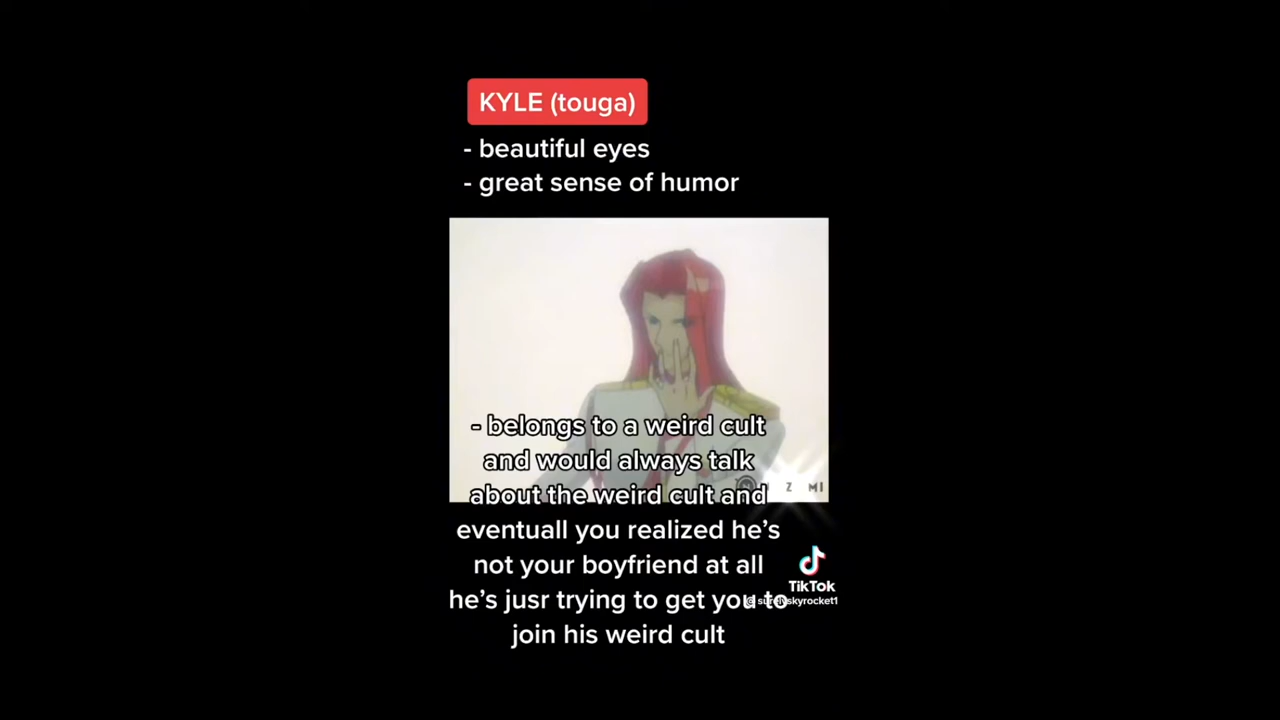 KYLE (touga)
- beautiful eyes
- great sense of humor
- belongs to a weird cult
and would always talk
about the weird cult and
eventuall you realized he's
not your boyfriend at all
he's jusr trying to get you to
join his weird cult
Z MI
TikTok